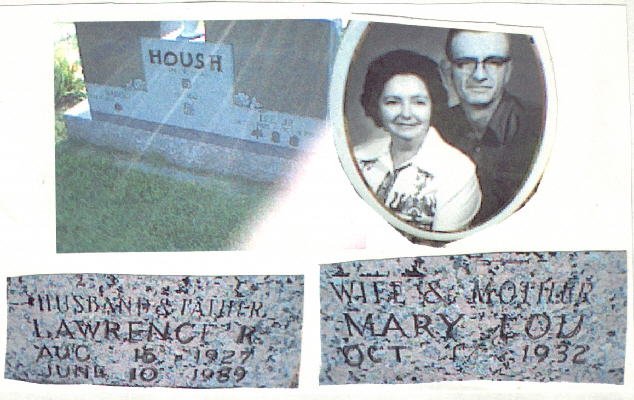 HOUSH
HUSBAND & FATHER
LAWRENCE R
AUG 15 1927
JUNE 10 1989
WIFE & MOTHER
MARY LOU
OCT 1932